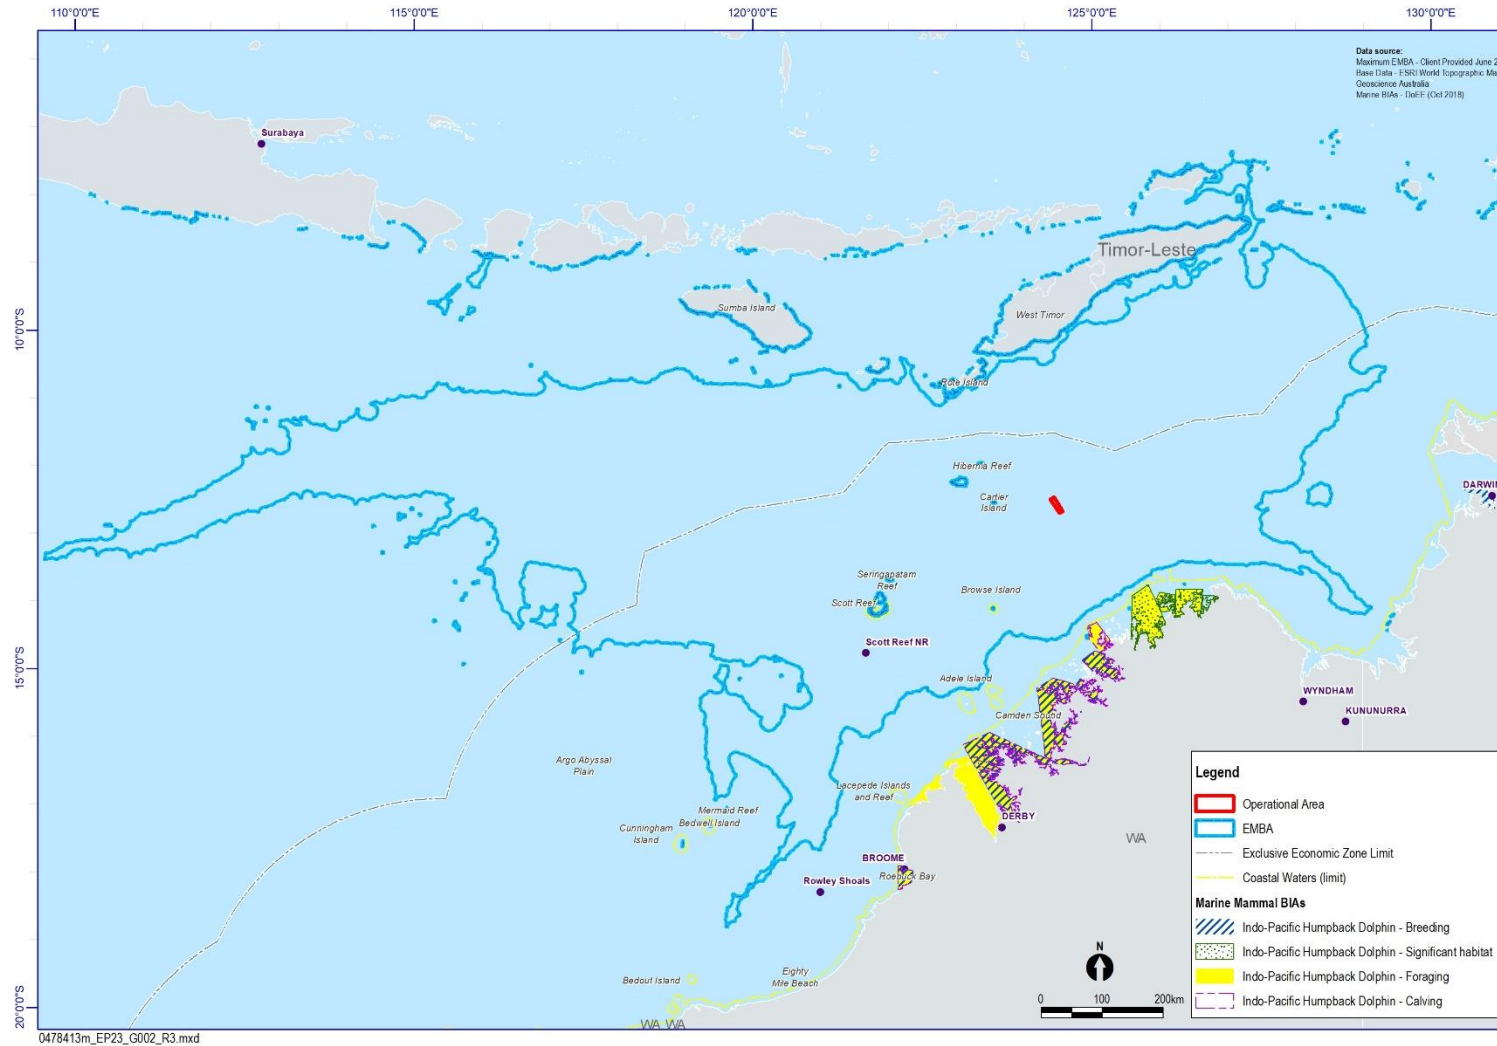 110°0'0"E
115°0'0"E
120°0'0"E
125°0'0"E
130°0'0"E
Data source:
Maximum EMBA - Client Provided June 2
Base Data - ESRI World Topographic Ma
Geoscience Australia
Marine BIAs - DoEE (Oct 2018)
Surabaya
Timor-Leste
Sumba Island
West Timor
10°0'0"S
Rote Island
Hibernia Reef
Cartier
Island
DARWIN
Seringapatam
Reef
Browse Island
Scott Reef
Scott Reef NR
15°0'0"S
Adele Island
WYNDHAM
Camden Sound
KUNUNURRA
Argo Abyssal
Plain
Lacepede Islands
and Reef
Mermaid Reef
Bedwell Island
Cunningham
Island
DERBY
WA
BROOME
Roebuck Bay
Rowley Shoals
Eighty
Mile Beach
Bedout Island
20°0'0"S
WA WA
N
0 100 200km
Legend
Operational Area
EMBA
Exclusive Economic Zone Limit
Coastal Waters (limit)
Marine Mammal BIAs
Indo-Pacific Humpback Dolphin - Breeding
Indo-Pacific Humpback Dolphin - Significant habitat
Indo-Pacific Humpback Dolphin - Foraging
Indo-Pacific Humpback Dolphin - Calving
0478413m_EP23_G002_R3.mxd